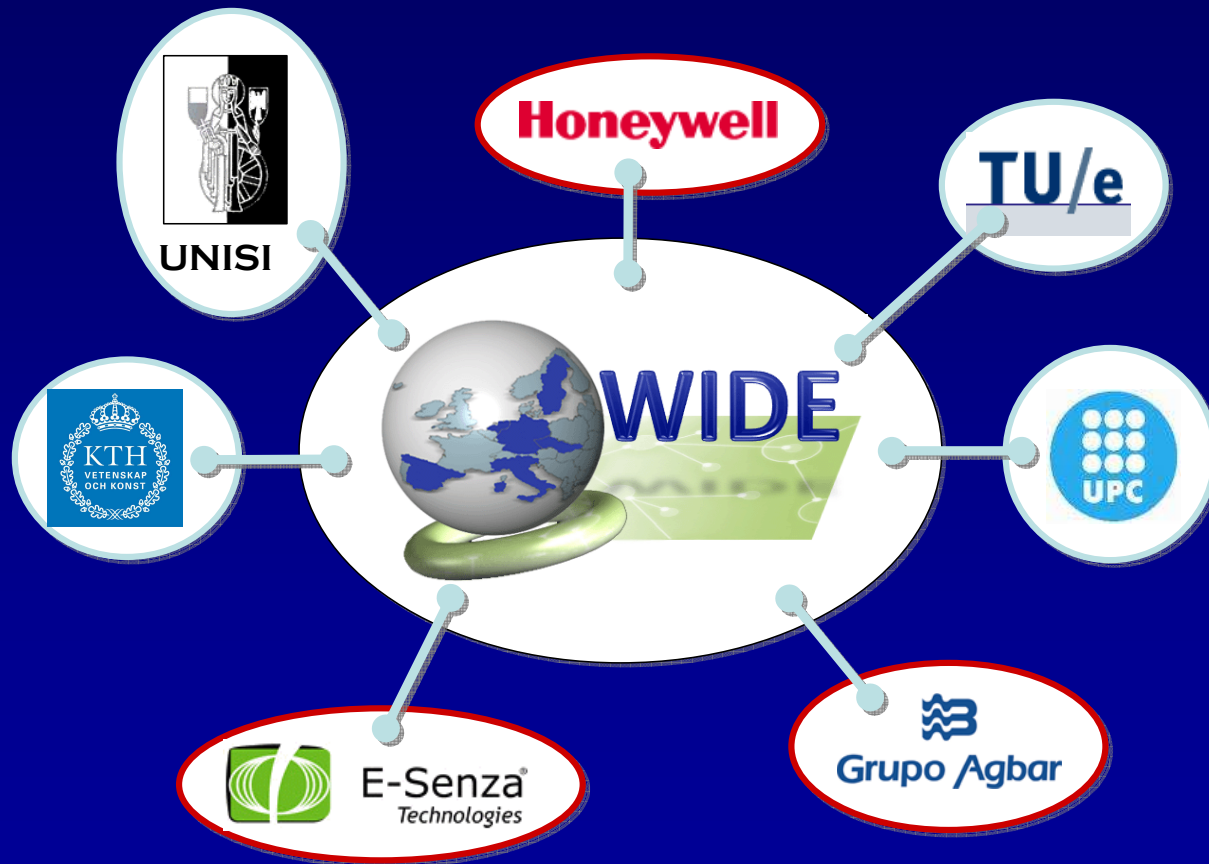 Honeywell
TU/e
UNISI
WIDE
KTH
VETENSKAP
OCH KONST
UPC
E-Senza®
Technologies
Grupo Agbar